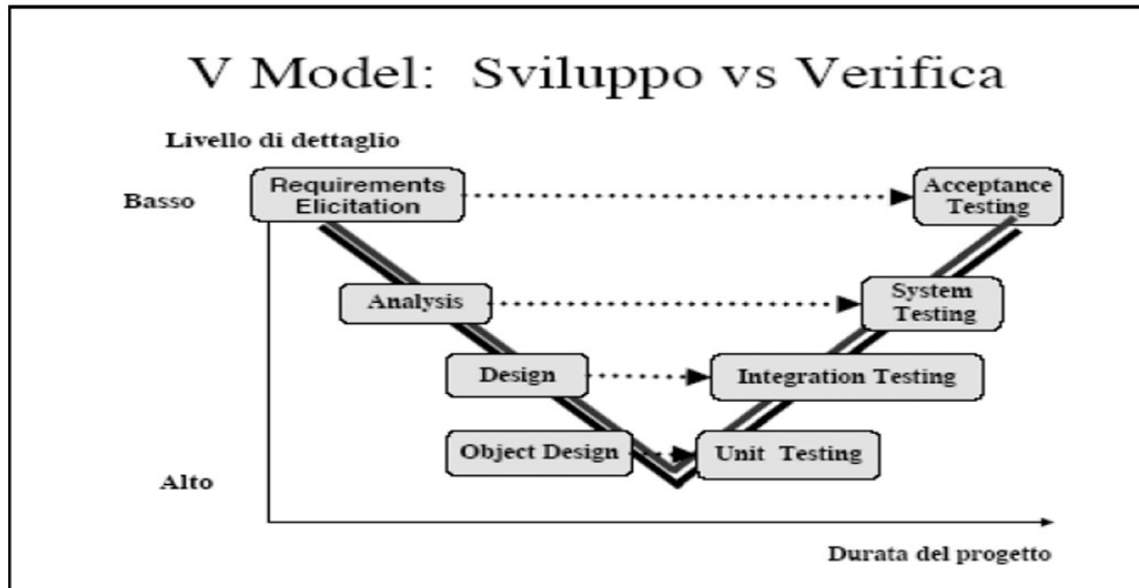 V Model: Sviluppo vs Verifica
Livello di dettaglio
Basso
Requirements
Elicitation
Acceptance
Testing
Analysis
System
Testing
Design
Integration Testing
Object Design
Unit Testing
Alto
Durata del progetto